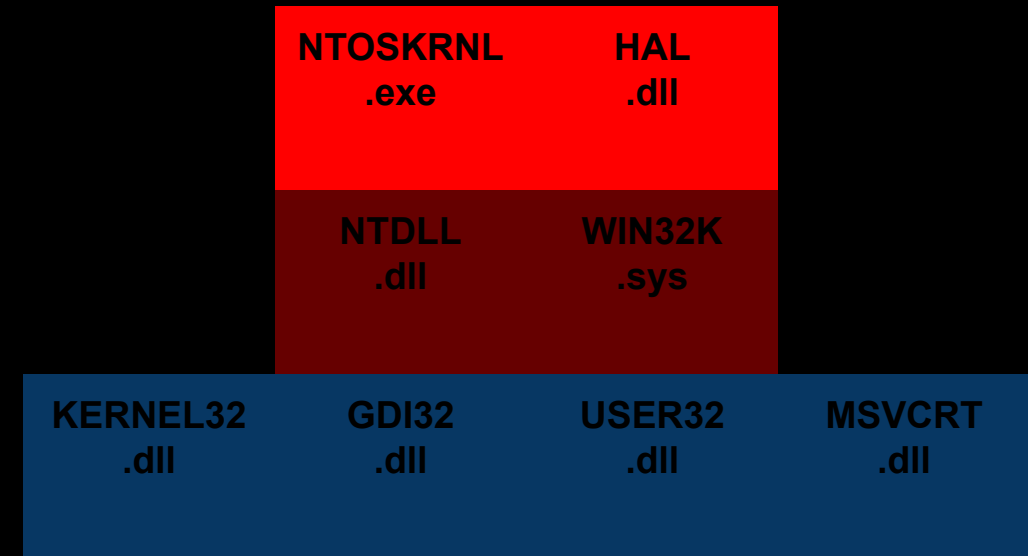 NTOSKRNL HAL
.exe .dll
NTDLL WIN32K
.dll .sys
KERNEL32 GDI32 USER32 MSVCRT
.dll .dll .dll .dll